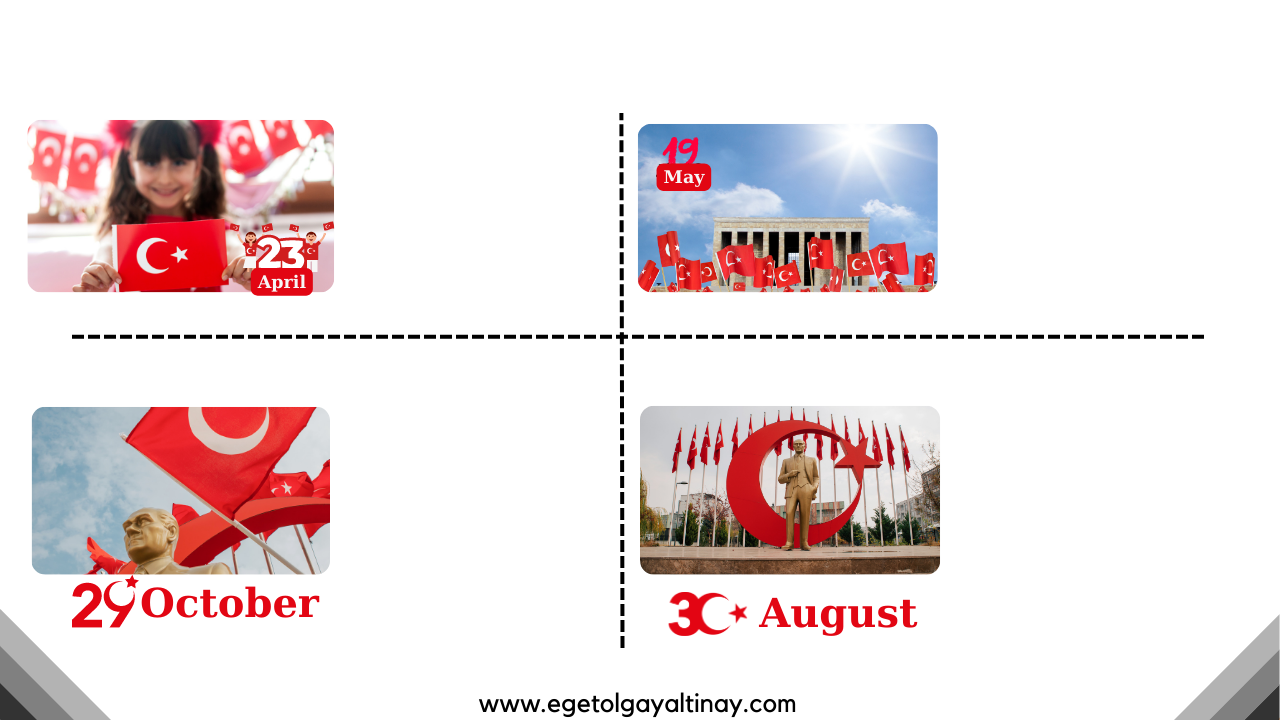 23
April
19
May
29 October
30 August
www.egetolgayaltinay.com